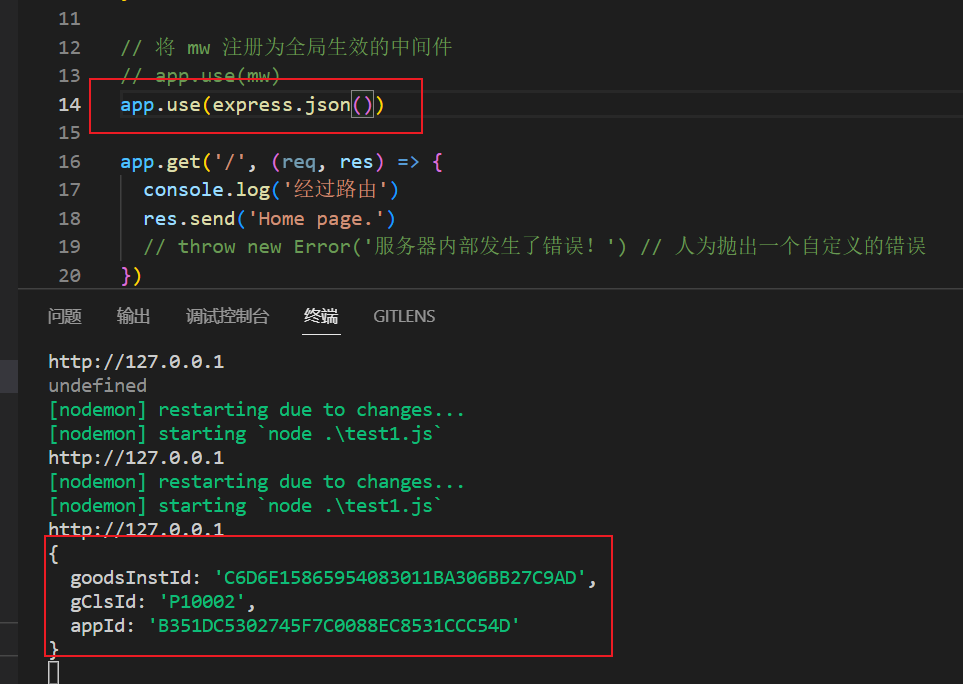 11
12 // 将 mw 注册为全局生效的中间件
13 // app.use(mw)
14 app.use(express.json())
15
16 app.get('/', (req, res) => {
17 console.log('经过路由')
18 res.send('Home page.')
19 // throw new Error('服务器内部发生了错误！') // 人为抛出一个自定义的错误
20 })
问题 输出 调试控制台 终端 GITLENS
http://127.0.0.1
undefined
[nodemon] restarting due to changes...
[nodemon] starting `node .\test1.js`
http://127.0.0.1
[nodemon] restarting due to changes...
[nodemon] starting `node .\test1.js`
http://127.0.0.1
{
goodsInstId: 'C6D6E15865954083011BA306BB27C9AD',
gClsId: 'P10002',
appId: 'B351DC5302745F7C0088EC8531CCC54D'
}